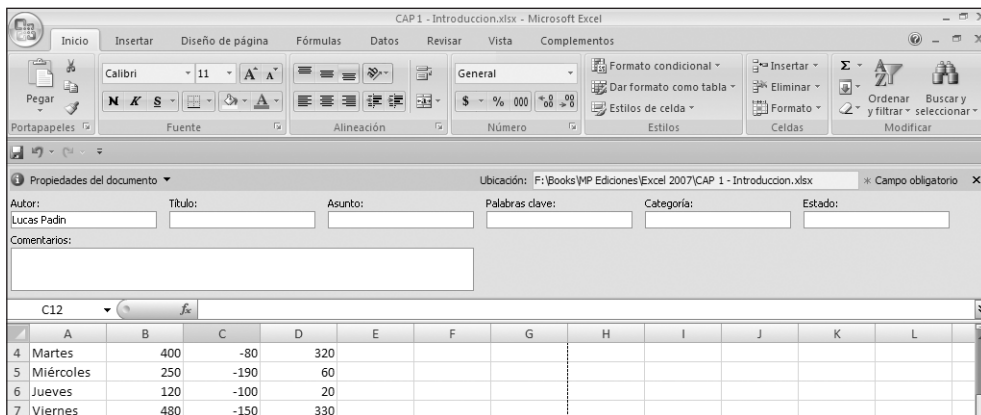 CAP 1 - Introduccion.xlsx - Microsoft Excel
Inicio Insertar Diseño de página Fórmulas Datos Revisar Vista Complementos
Pegar
Calibri 11
N K S
A A
A
General
$ % 000
Formato condicional
Dar formato como tabla
Estilos de celda
Insertar
Eliminar
Formato
Σ
Ordenar y filtrar
Buscar y seleccionar
Portapapeles Fuente Alineación Número Estilos Celdas Modificar
Propiedades del documento Ubicación: F:\Books\MP Ediciones\Excel 2007\CAP 1 - Introduccion.xlsx * Campo obligatorio X
Autor: Título: Asunto: Palabras clave: Categoría: Estado:
Lucas Padin
Comentarios:
C12 fx
A B C D E F G H I J K L
4 Martes 400 -80 320
5 Miércoles 250 -190 60
6 Jueves 120 -100 20
7 Viernes 480 -150 330